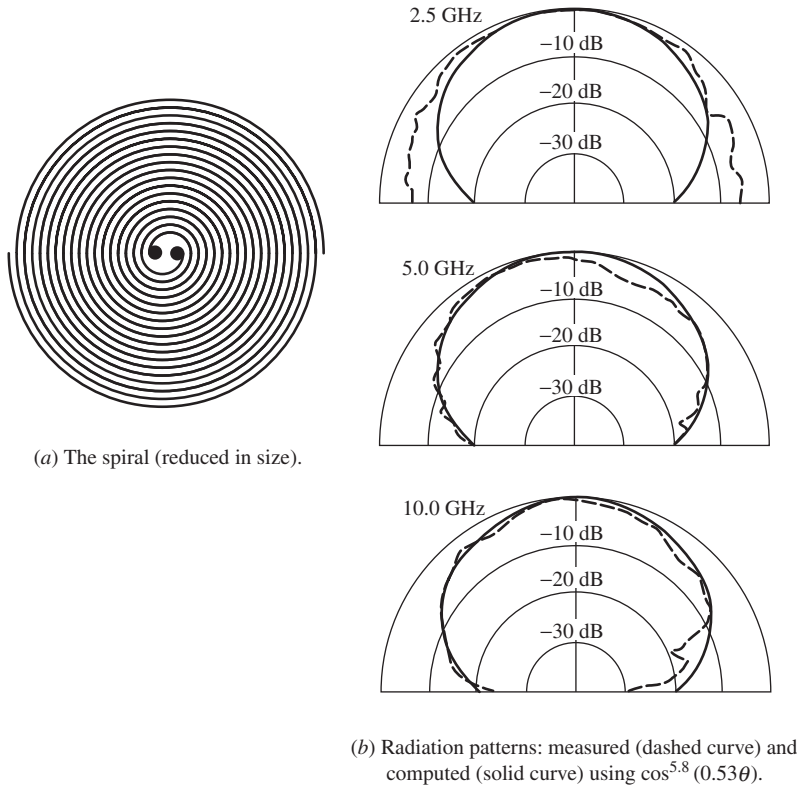 2.5 GHz
−10 dB
−20 dB
−30 dB
5.0 GHz
−10 dB
−20 dB
−30 dB
(a) The spiral (reduced in size).
10.0 GHz
−10 dB
−20 dB
−30 dB
(b) Radiation patterns: measured (dashed curve) and
computed (solid curve) using cos^5.8 (0.53θ).